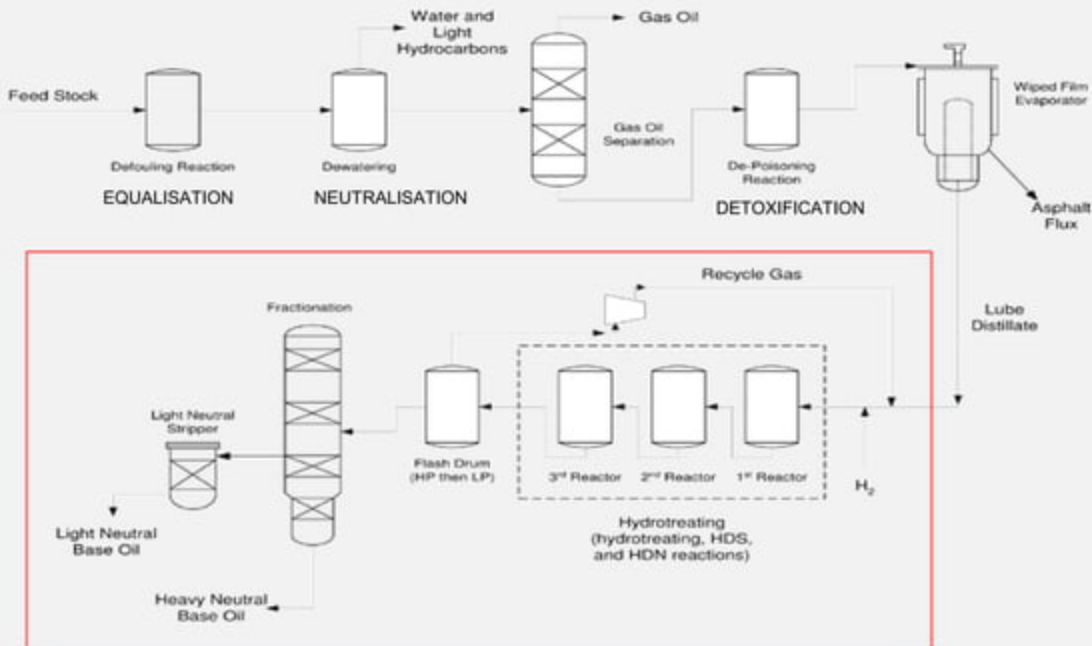 Water and
Light
Hydrocarbons
Gas Oil
Feed Stock
Wiped Film
Evaporator
Gas Oil
Separation
Defouling Reaction
Dewatering
De-Poisoning
Reaction
EQUALISATION
NEUTRALISATION
DETOXIFICATION
Asphalt
Flux
Recycle Gas
Fractionation
Lube
Distillate
Light Neutral
Stripper
Flash Drum
(HP then LP)
3rd Reactor
2nd Reactor
1st Reactor
H2
Hydrotreating
(hydrotreating, HDS,
and HDN reactions)
Light Neutral
Base Oil
Heavy Neutral
Base Oil